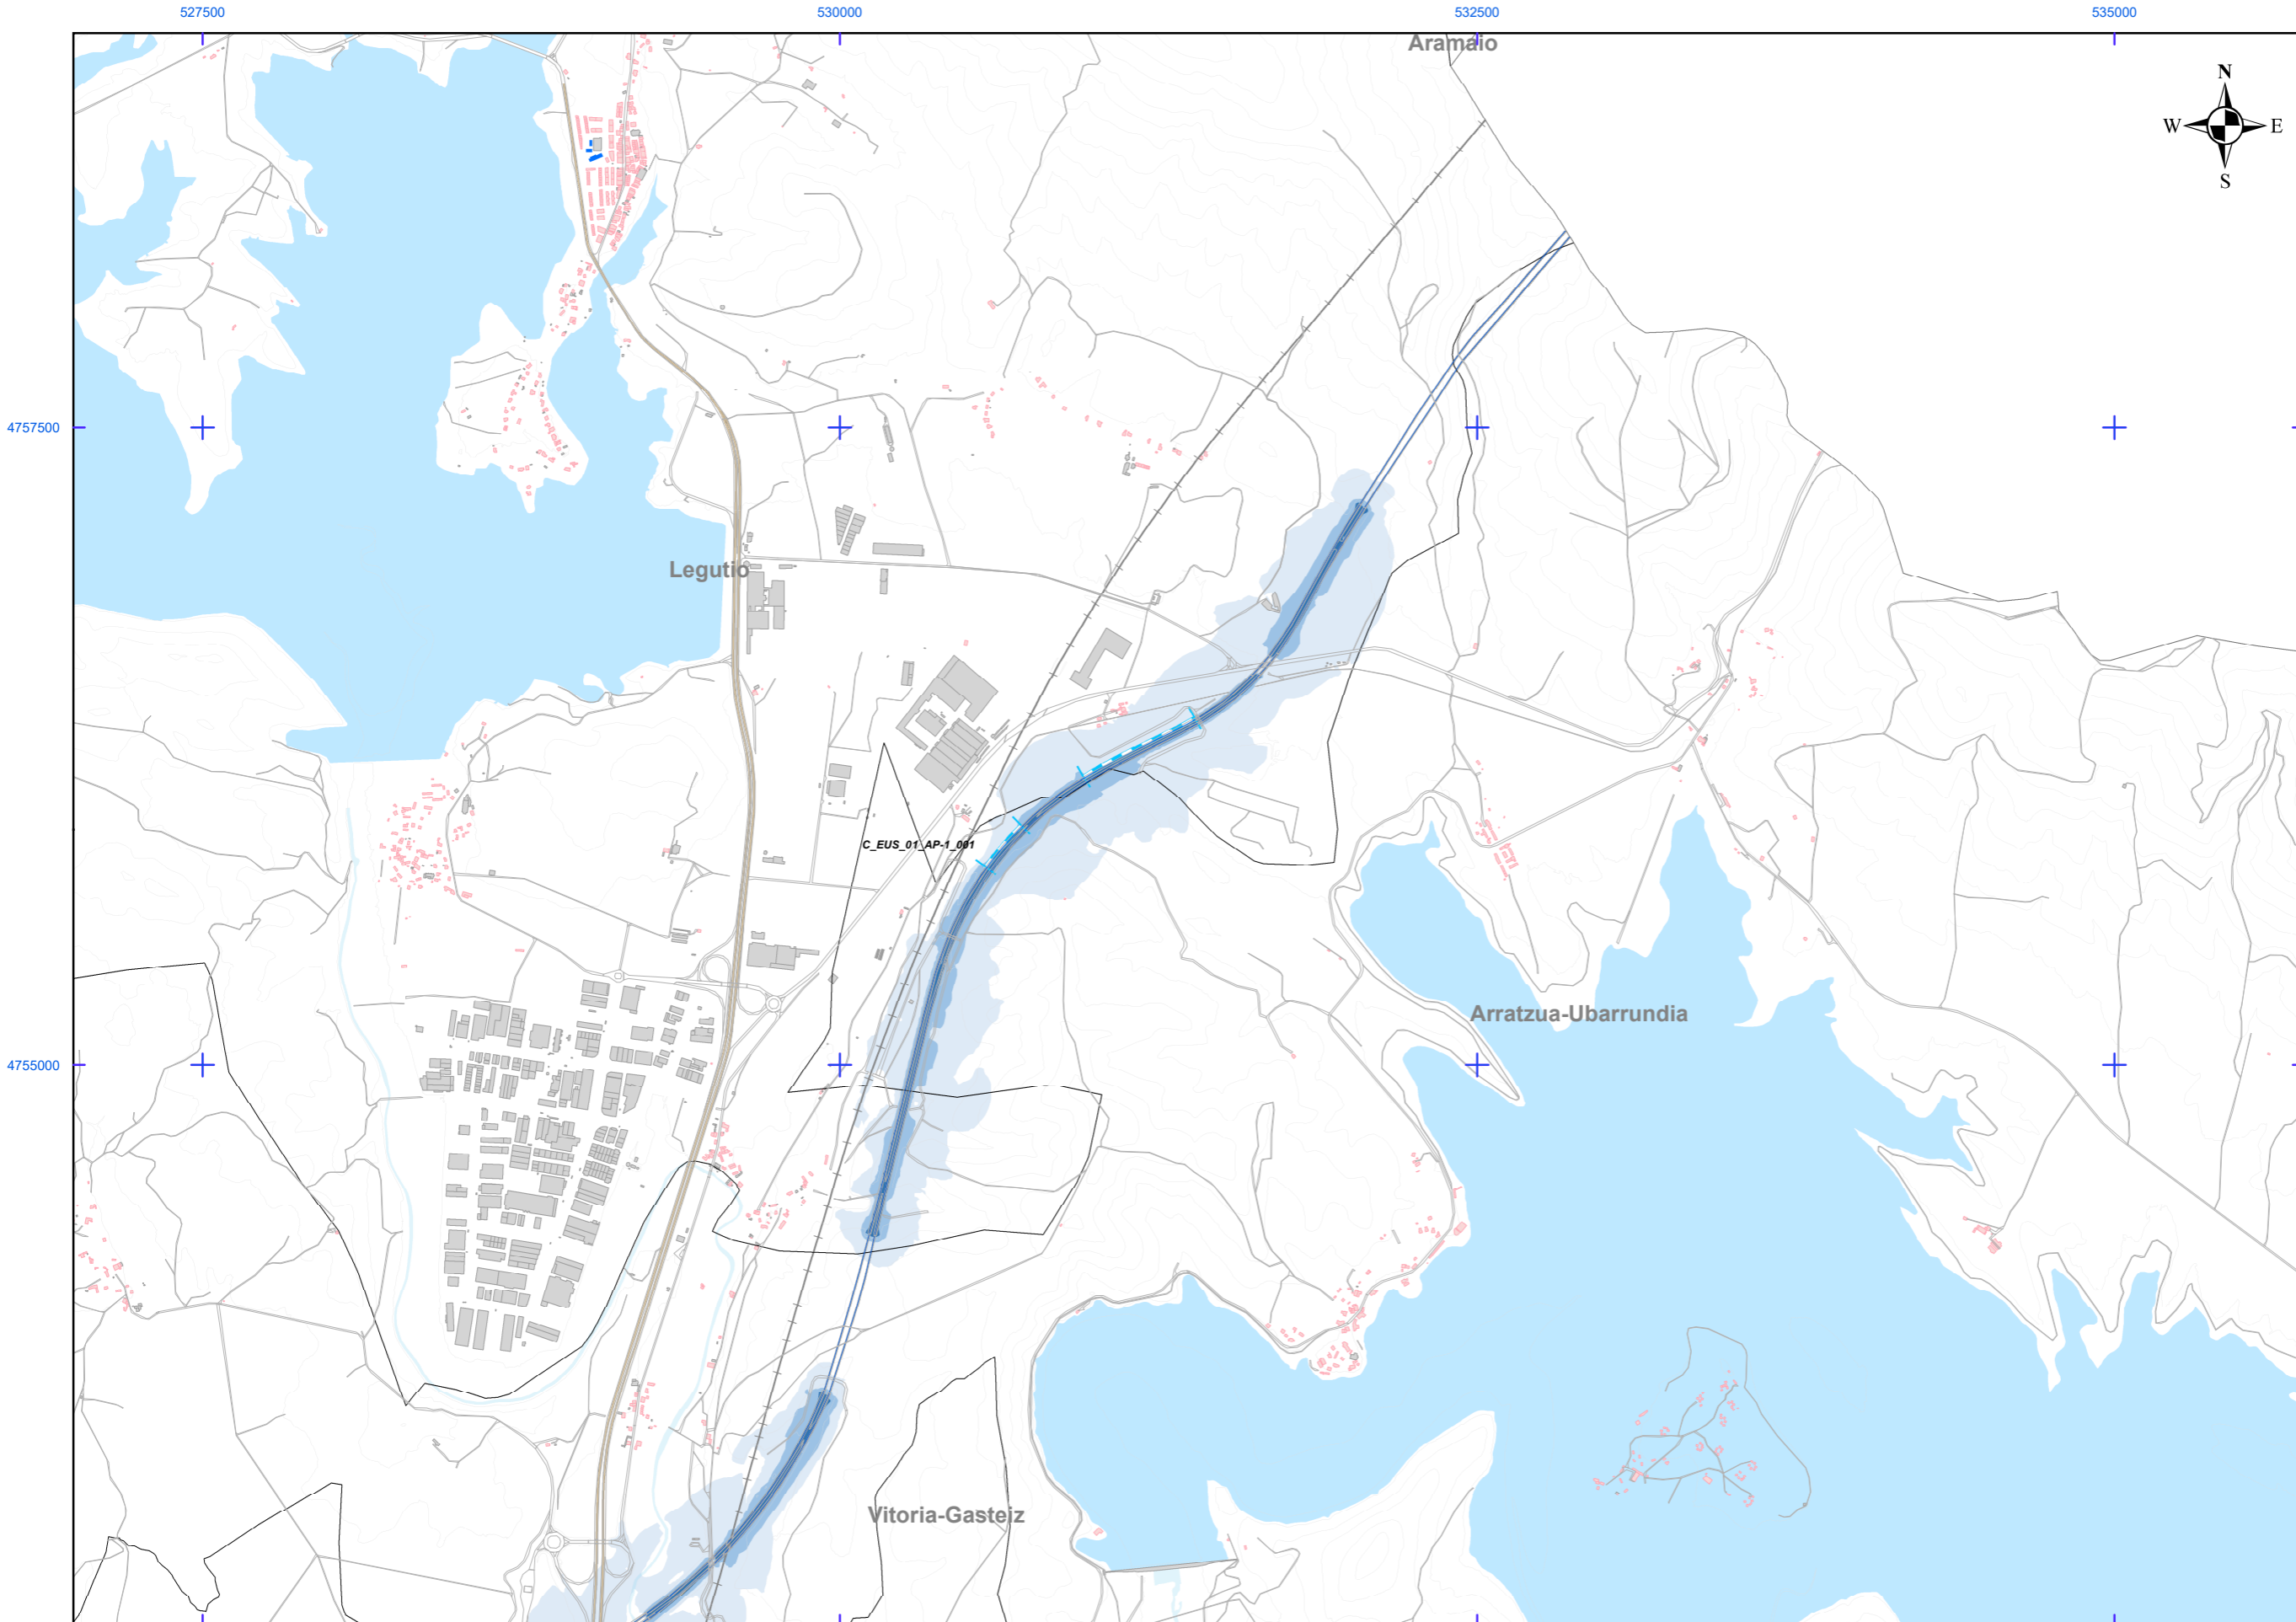 527500
530000
532500
535000
Aramaio
N
W
E
S
4757500
Legutio
C_EUS_01_AP-1_001
Arratzua-Ubarrundia
4755000
Vitoria-Gasteiz